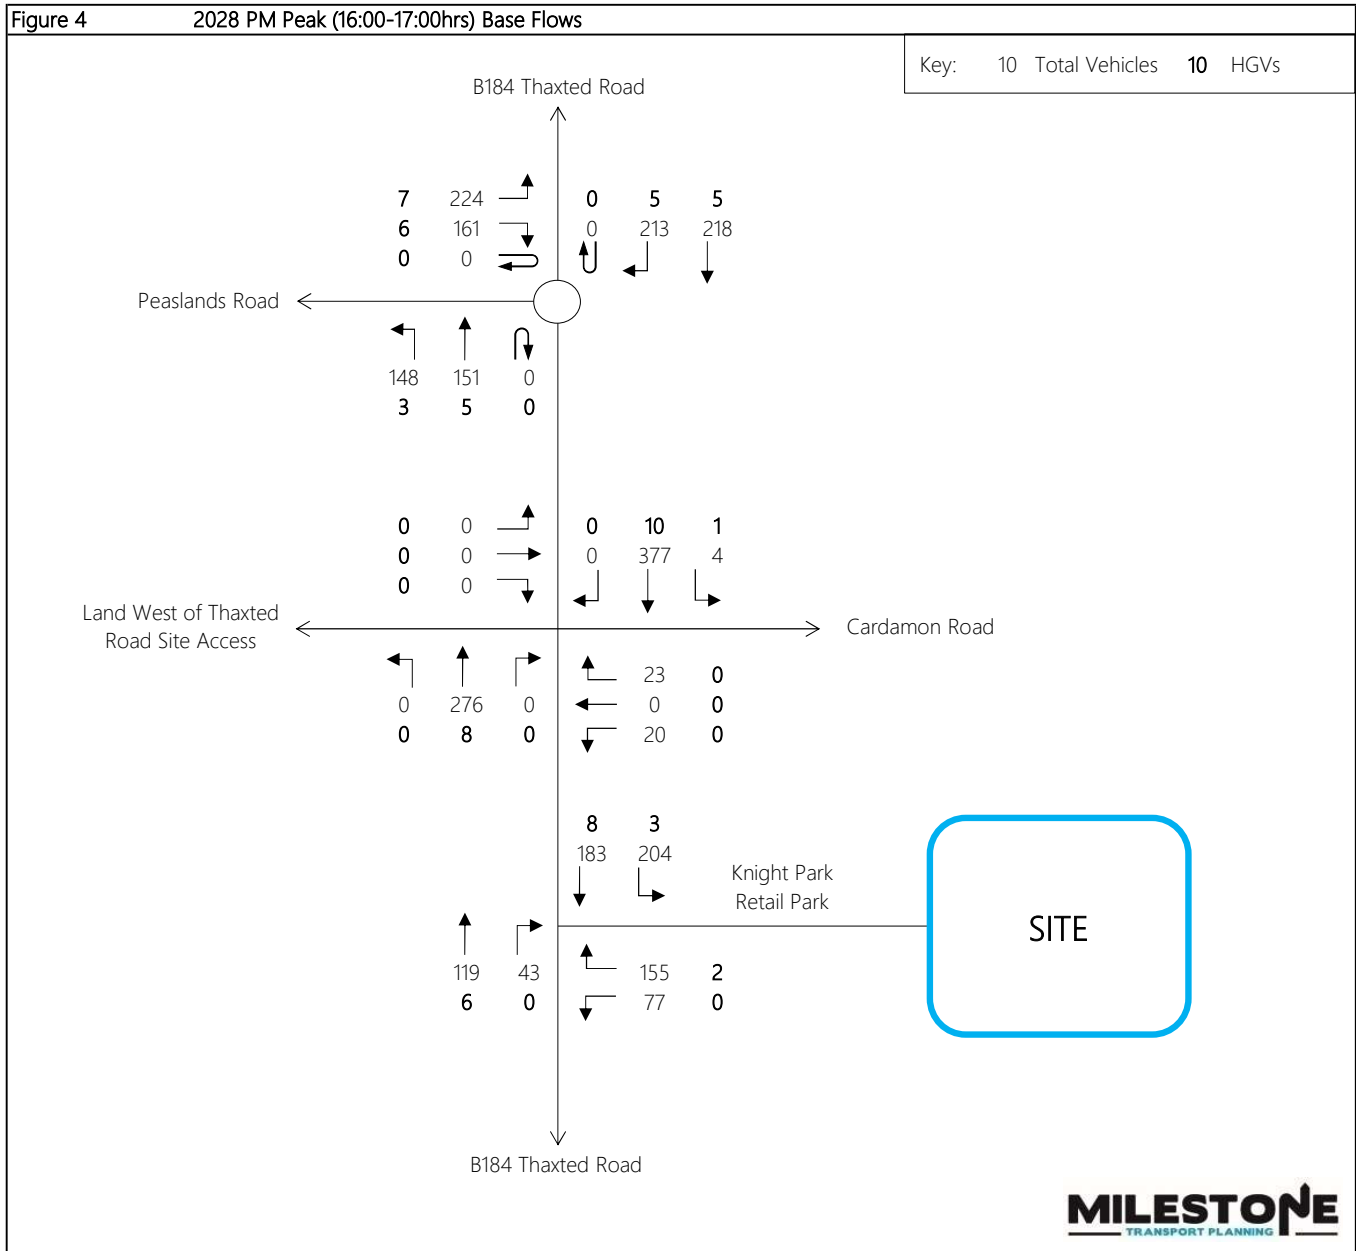 Figure 4 2028 PM Peak (16:00-17:00hrs) Base Flows
Key: 10 Total Vehicles 10 HGVs
B184 Thaxted Road
7 224 0 5 5
6 161 0 213 218
0 0
Peaslands Road
148 151 0
3 5 0
0 0 0 10 1
0 0 0 377 4
0 0
Land West of Thaxted
Road Site Access
Cardamon Road
23 0
0 276 0 0 0
0 8 0 20 0
8 3
183 204
Knight Park
Retail Park
SITE
119 43 155 2
6 0 77 0
B184 Thaxted Road
MILESTONE
TRANSPORT PLANNING